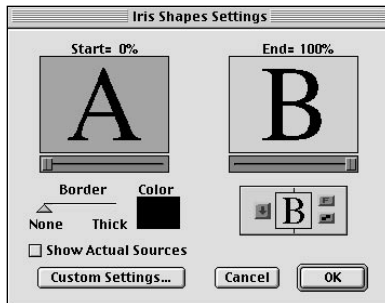 Iris Shapes Settings
Start= 0% End= 100%
A B
Border Color
None Thick
B
F
Show Actual Sources
Custom Settings... Cancel OK